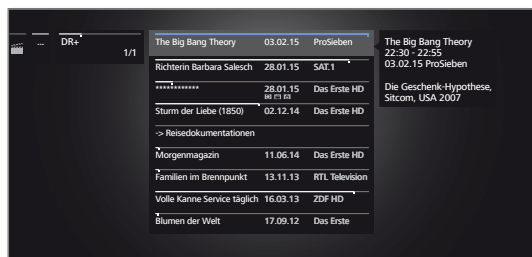 ...
DR+
1/1
The Big Bang Theory 03.02.15 ProSieben
Richterin Barbara Salesch 28.01.15 SAT.1
************ 28.01.15 Das Erste HD
Sturm der Liebe (1850) 02.12.14 Das Erste HD
-> Reisedokumentationen
Morgenmagazin 11.06.14 Das Erste HD
Familien im Brennpunkt 13.11.13 RTL Television
Volle Kanne Service täglich 16.03.13 ZDF HD
Blumen der Welt 17.09.12 Das Erste
The Big Bang Theory
22:30 - 22:55
03.02.15 ProSieben
Die Geschenk-Hypothese,
Sitcom, USA 2007